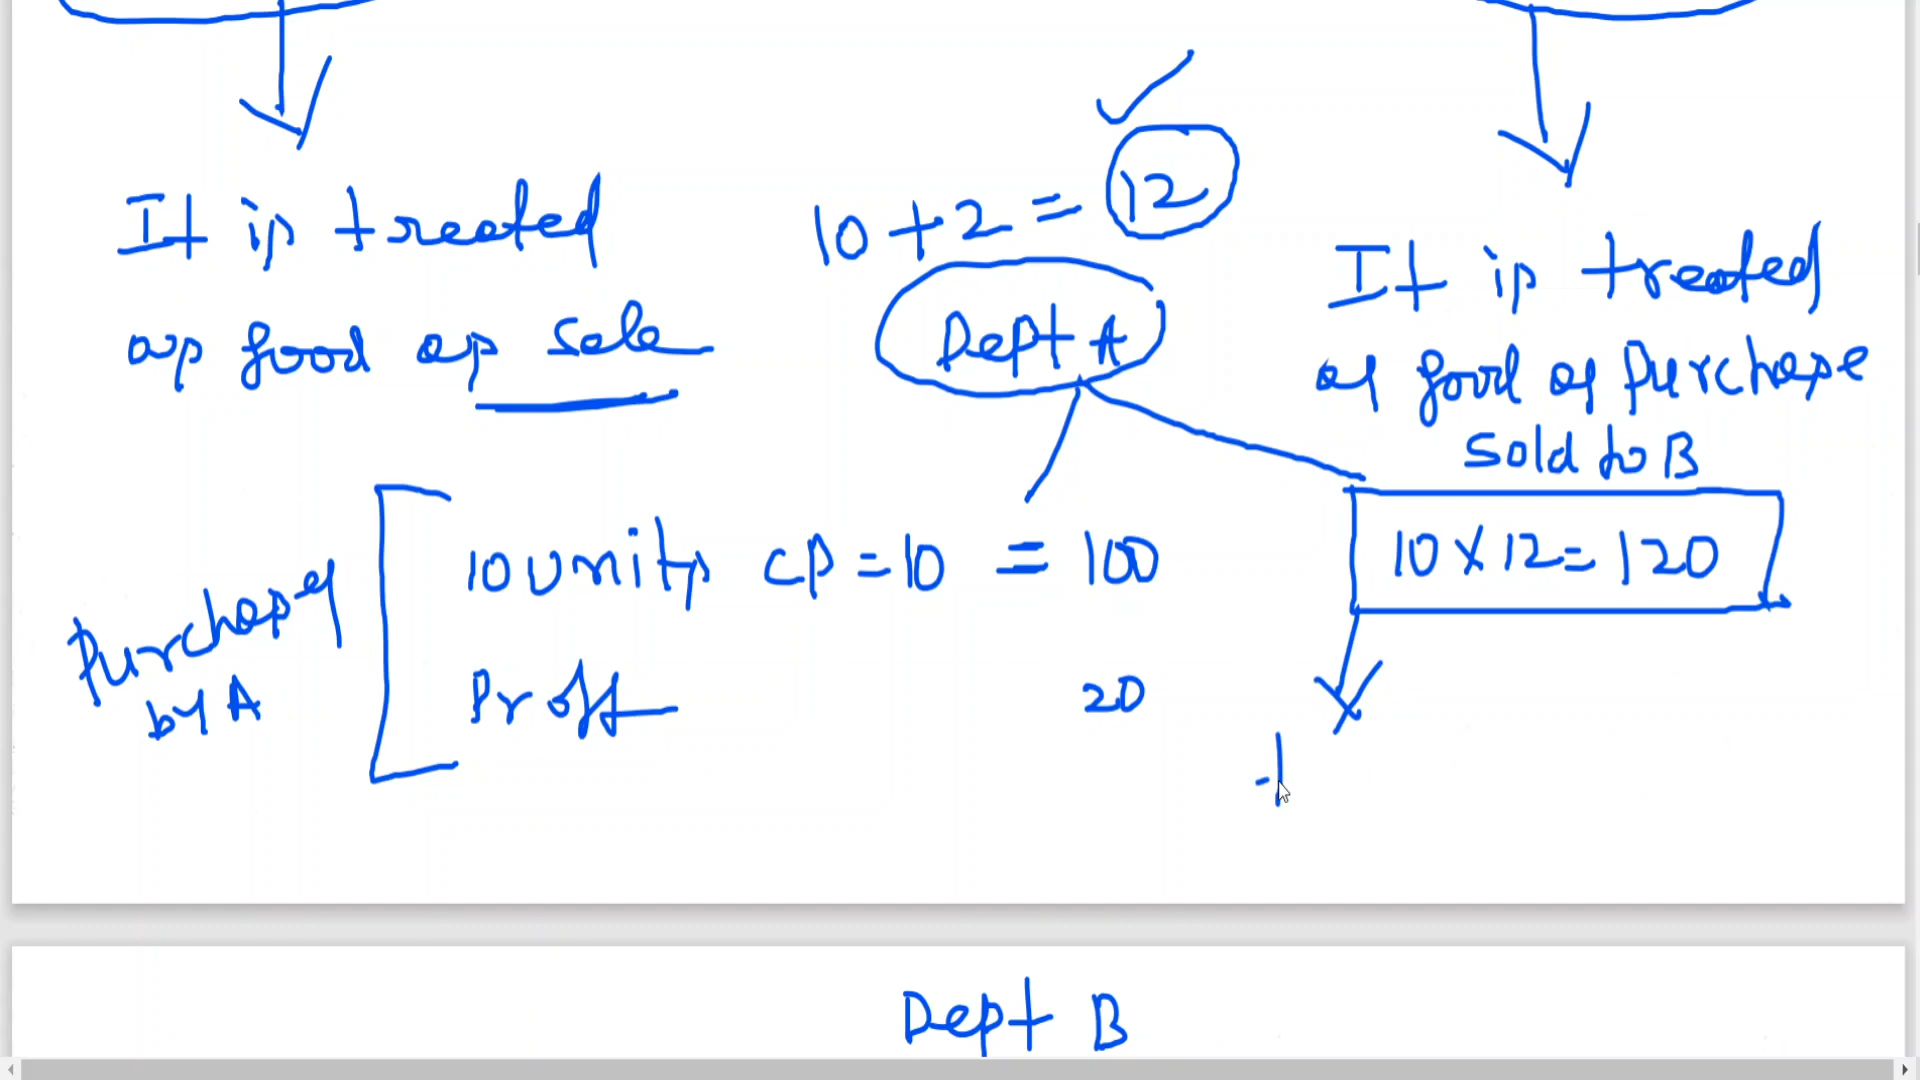 It is treated
as good as sale
10 + 2 = 12
Dept A
It is treated
as good as Purchase
Sold to B
10 units CP = 10 = 100
10 X 12 = 120
Purchases
by A
Profit 20
Dept B